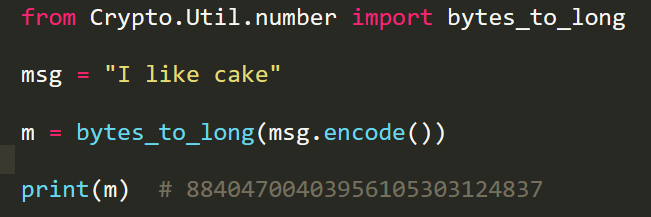 from Crypto.Util.number import bytes_to_long
msg = "I like cake"
m = bytes_to_long(msg.encode())
print(m)  # 88404700403956105303124837